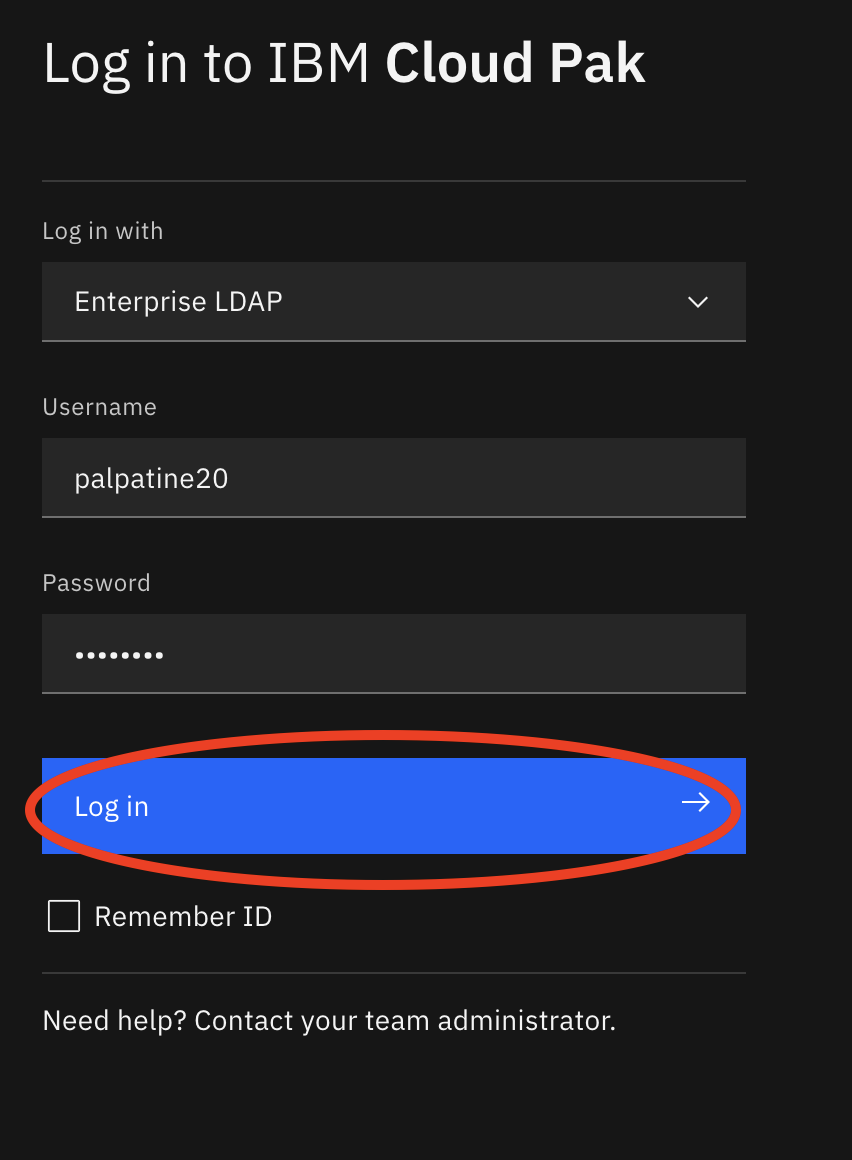 Log in to IBM Cloud Pak
Log in with
Enterprise LDAP
Username
palpatine20
Password
••••••••
Log in
Remember ID
Need help? Contact your team administrator.